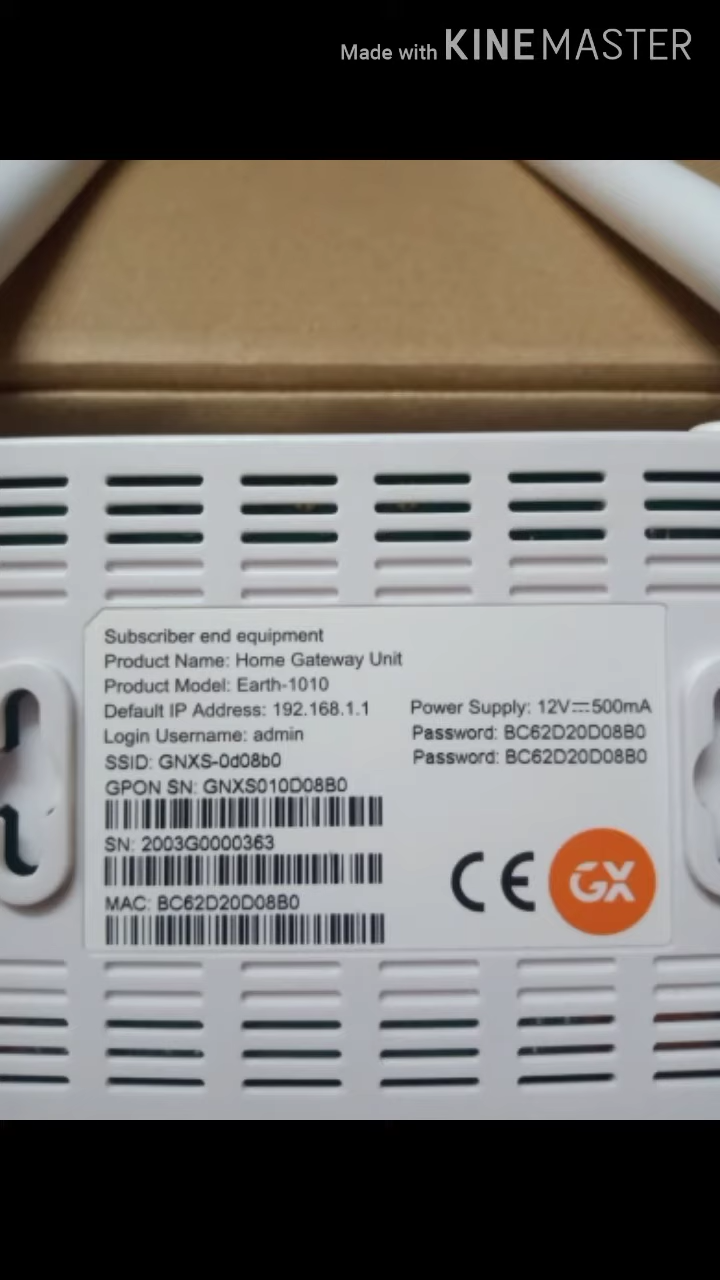 Made with KINEMASTER
Subscriber end equipment
Product Name: Home Gateway Unit
Product Model: Earth-1010
Default IP Address: 192.168.1.1
Power Supply: 12V⎓500mA
Login Username: admin
Password: BC62D20D08B0
SSID: GNXS-0d08b0
Password: BC62D20D08B0
GPON SN: GNXS010D08B0
SN: 2003G0000363
MAC: BC62D20D08B0
CE GX